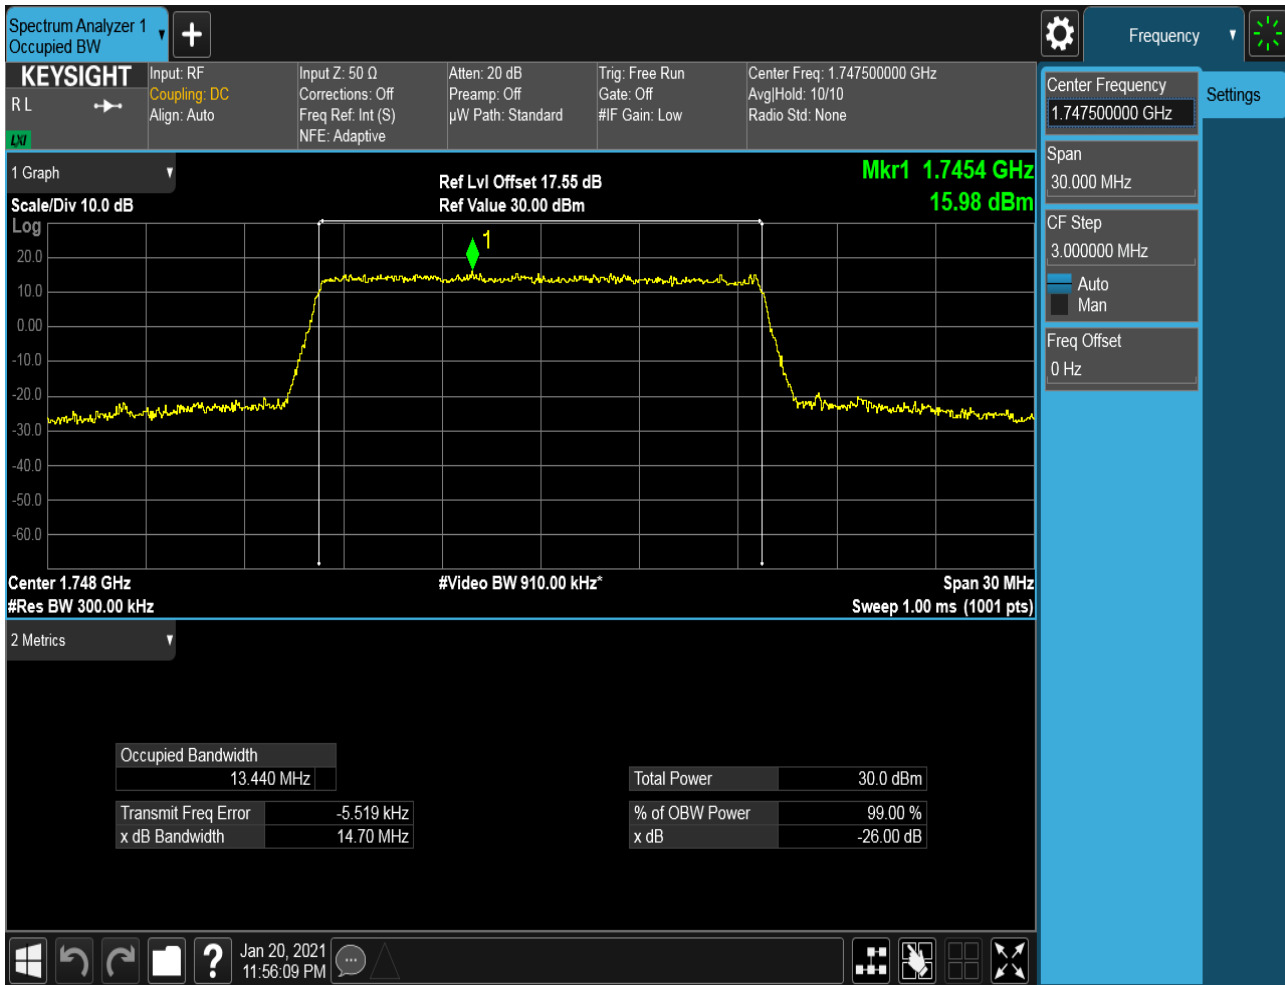 Spectrum Analyzer 1
Occupied BW
Frequency
KEYSIGHT
R L
LXI
Input: RF
Coupling: DC
Align: Auto
Input Z: 50 Ω
Corrections: Off
Freq Ref: Int (S)
NFE: Adaptive
Atten: 20 dB
Preamp: Off
µW Path: Standard
Trig: Free Run
Gate: Off
#IF Gain: Low
Center Freq: 1.747500000 GHz
Avg|Hold: 10/10
Radio Std: None
Center Frequency
1.747500000 GHz
Settings
Span
30.000 MHz
CF Step
3.000000 MHz
Auto
Man
Freq Offset
0 Hz
1 Graph
Scale/Div 10.0 dB
Ref Lvl Offset 17.55 dB
Ref Value 30.00 dBm
Mkr1 1.7454 GHz
15.98 dBm
Log
1
20.0
10.0
0.00
-10.0
-20.0
-30.0
-40.0
-50.0
-60.0
Center 1.748 GHz
#Res BW 300.00 kHz
#Video BW 910.00 kHz*
Span 30 MHz
Sweep 1.00 ms (1001 pts)
2 Metrics
Occupied Bandwidth
13.440 MHz
Transmit Freq Error -5.519 kHz
x dB Bandwidth 14.70 MHz
Total Power 30.0 dBm
% of OBW Power 99.00 %
x dB -26.00 dB
?
Jan 20, 2021
11:56:09 PM